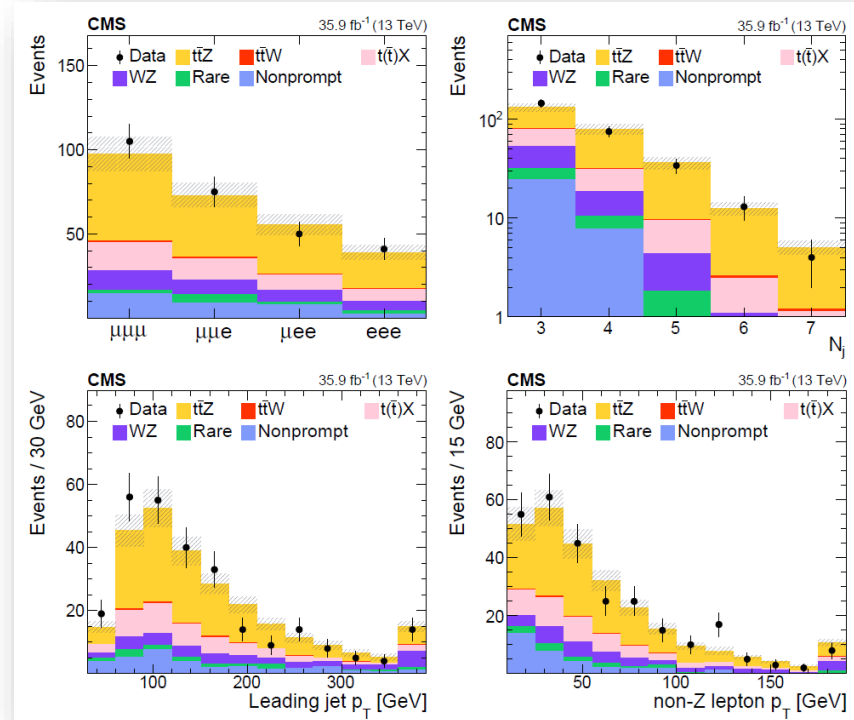 CMS 35.9 fb⁻¹ (13 TeV)
Events
Data tt̄Z tt̄W t(t̄)X
WZ Rare Nonprompt
150
100
50
μμμ μμe μee eee
CMS 35.9 fb⁻¹ (13 TeV)
Events
Data tt̄Z tt̄W t(t̄)X
WZ Rare Nonprompt
10²
10
1
3 4 5 6 7
N_j
CMS 35.9 fb⁻¹ (13 TeV)
Events / 30 GeV
Data tt̄Z tt̄W t(t̄)X
WZ Rare Nonprompt
80
60
40
20
100 200 300
Leading jet p_T [GeV]
CMS 35.9 fb⁻¹ (13 TeV)
Events / 15 GeV
Data tt̄Z tt̄W t(t̄)X
WZ Rare Nonprompt
80
60
40
20
50 100 150
non-Z lepton p_T [GeV]